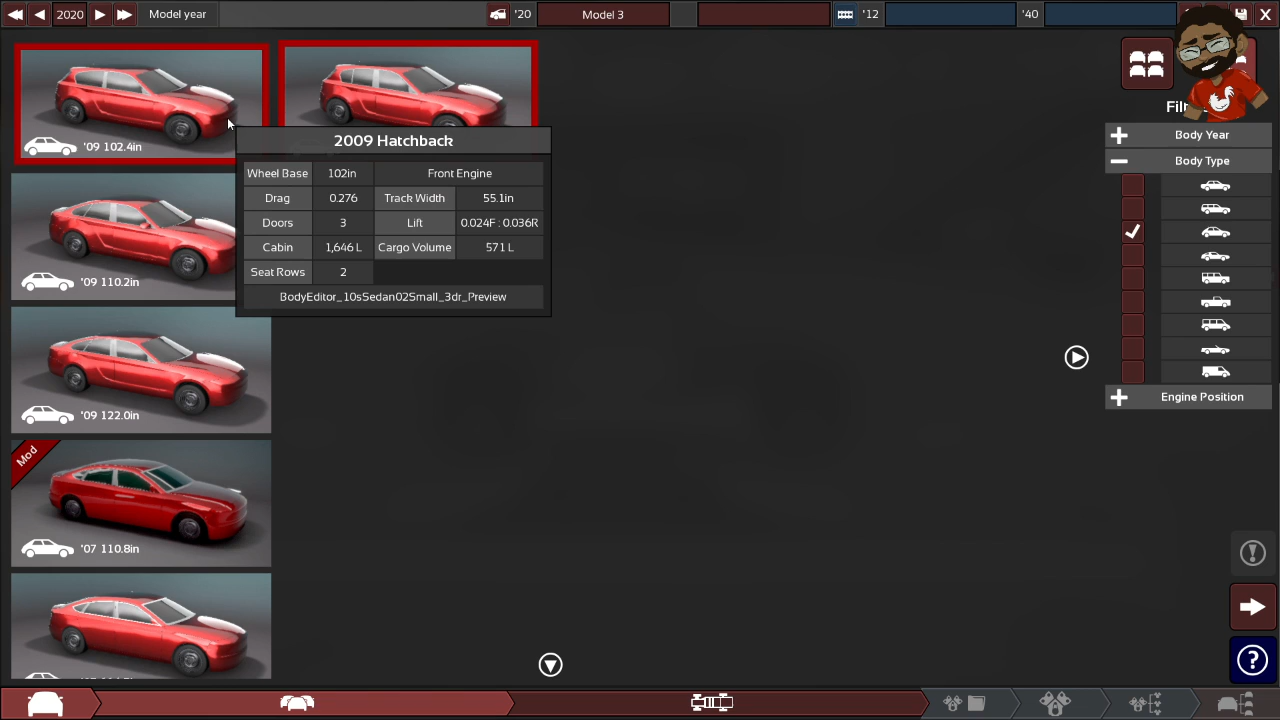 2020 Model year '20 Model 3 '12 '40
'09 102.4in
2009 Hatchback
Wheel Base 102in Front Engine
Drag 0.276 Track Width 55.1in
Doors 3 Lift 0.024F : 0.036R
Cabin 1,646 L Cargo Volume 571 L
Seat Rows 2
BodyEditor_10sSedan02Small_3dr_Preview
'09 110.2in
'09 122.0in
Mod
'07 110.8in
Body Year
Body Type
Engine Position